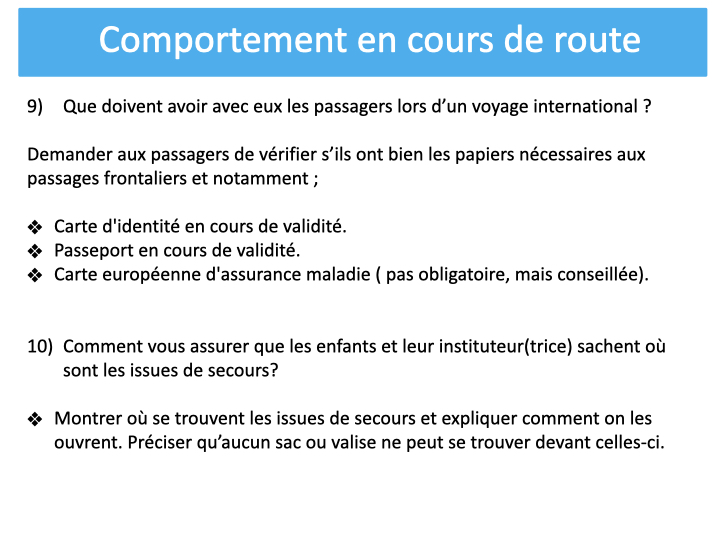 Comportement en cours de route
9) Que doivent avoir avec eux les passagers lors d’un voyage international ?
Demander aux passagers de vérifier s’ils ont bien les papiers nécessaires aux
passages frontaliers et notamment ;
❖ Carte d'identité en cours de validité.
❖ Passeport en cours de validité.
❖ Carte européenne d'assurance maladie ( pas obligatoire, mais conseillée).
10) Comment vous assurer que les enfants et leur instituteur(trice) sachent où
sont les issues de secours?
❖ Montrer où se trouvent les issues de secours et expliquer comment on les
ouvrent. Préciser qu’aucun sac ou valise ne peut se trouver devant celles-ci.